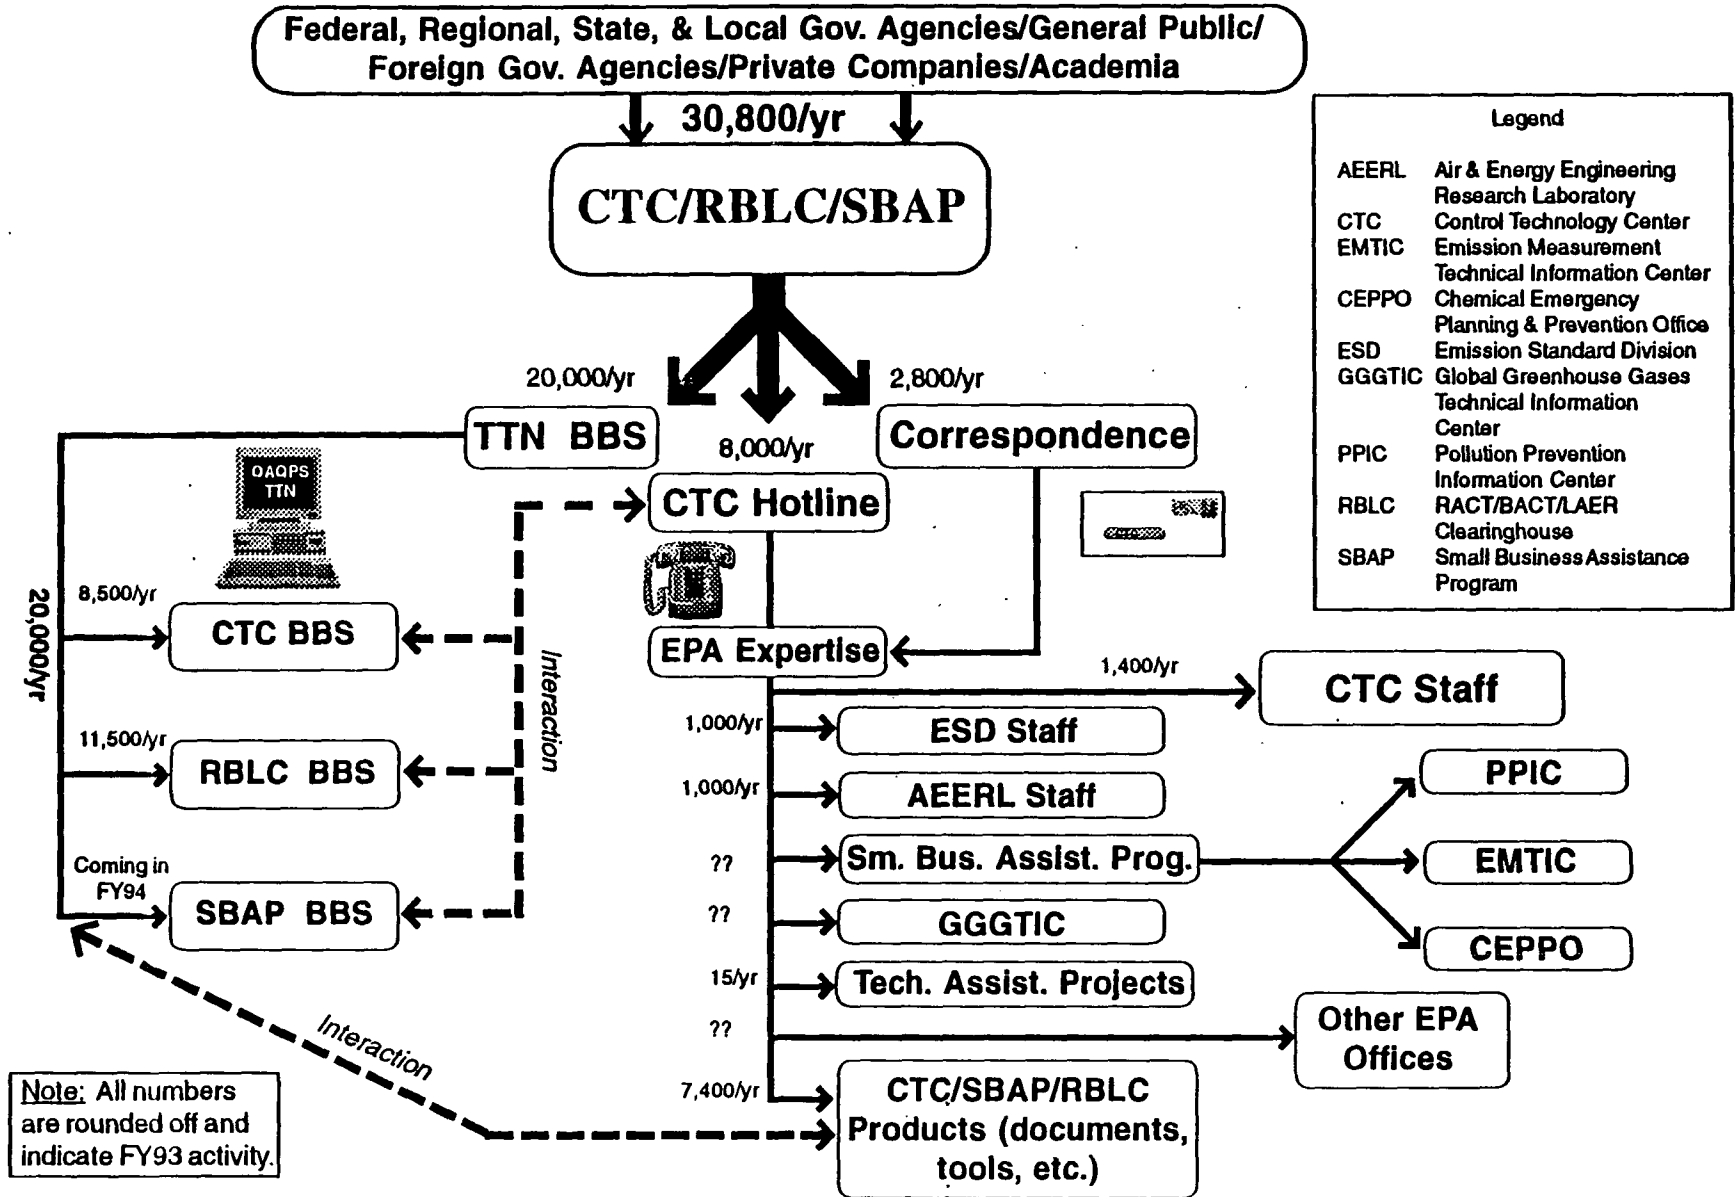 Federal, Regional, State, & Local Gov. Agencies/General Public/
Foreign Gov. Agencies/Private Companies/Academia
30,800/yr
CTC/RBLC/SBAP
Legend
AEERL Air & Energy Engineering
Research Laboratory
CTC Control Technology Center
EMTIC Emission Measurement
Technical Information Center
CEPPO Chemical Emergency
Planning & Prevention Office
ESD Emission Standard Division
GGGTIC Global Greenhouse Gases
Technical Information
Center
PPIC Pollution Prevention
Information Center
RBLC RACT/BACT/LAER
Clearinghouse
SBAP Small Business Assistance
Program
20,000/yr
2,800/yr
8,000/yr
TTN BBS
Correspondence
CTC Hotline
OAQPS
TTN
20,000/yr
8,500/yr
CTC BBS
11,500/yr
RBLC BBS
Coming in
FY94
SBAP BBS
Interaction
EPA Expertise
1,400/yr
CTC Staff
1,000/yr
ESD Staff
1,000/yr
AEERL Staff
??
Sm. Bus. Assist. Prog.
PPIC
EMTIC
CEPPO
??
GGGTIC
15/yr
Tech. Assist. Projects
??
Other EPA
Offices
7,400/yr
CTC/SBAP/RBLC
Products (documents,
tools, etc.)
Interaction
Note: All numbers
are rounded off and
indicate FY93 activity.